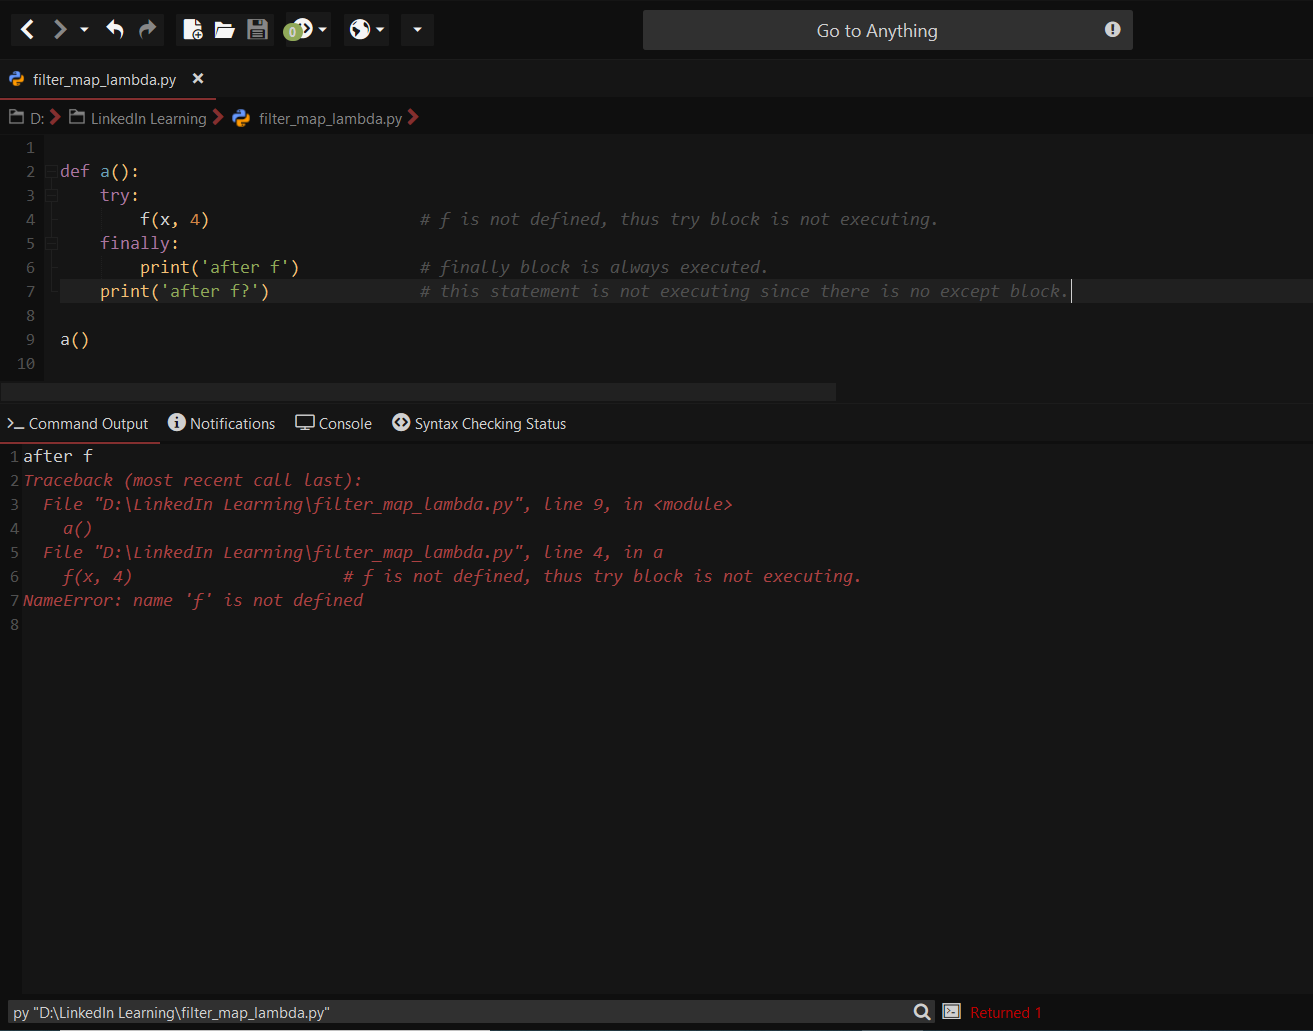 Go to Anything
0
filter_map_lambda.py
D: LinkedIn Learning filter_map_lambda.py
1
2 def a():
3     try:
4         f(x, 4)                     # f is not defined, thus try block is not executing.
5     finally:
6         print('after f')            # finally block is always executed.
7     print('after f?')               # this statement is not executing since there is no except block.
8
9 a()
10
Command Output Notifications Console Syntax Checking Status
1 after f
2 Traceback (most recent call last):
3   File "D:\LinkedIn Learning\filter_map_lambda.py", line 9, in <module>
4     a()
5   File "D:\LinkedIn Learning\filter_map_lambda.py", line 4, in a
6     f(x, 4)                     # f is not defined, thus try block is not executing.
7 NameError: name 'f' is not defined
8
py "D:\LinkedIn Learning\filter_map_lambda.py" Returned 1